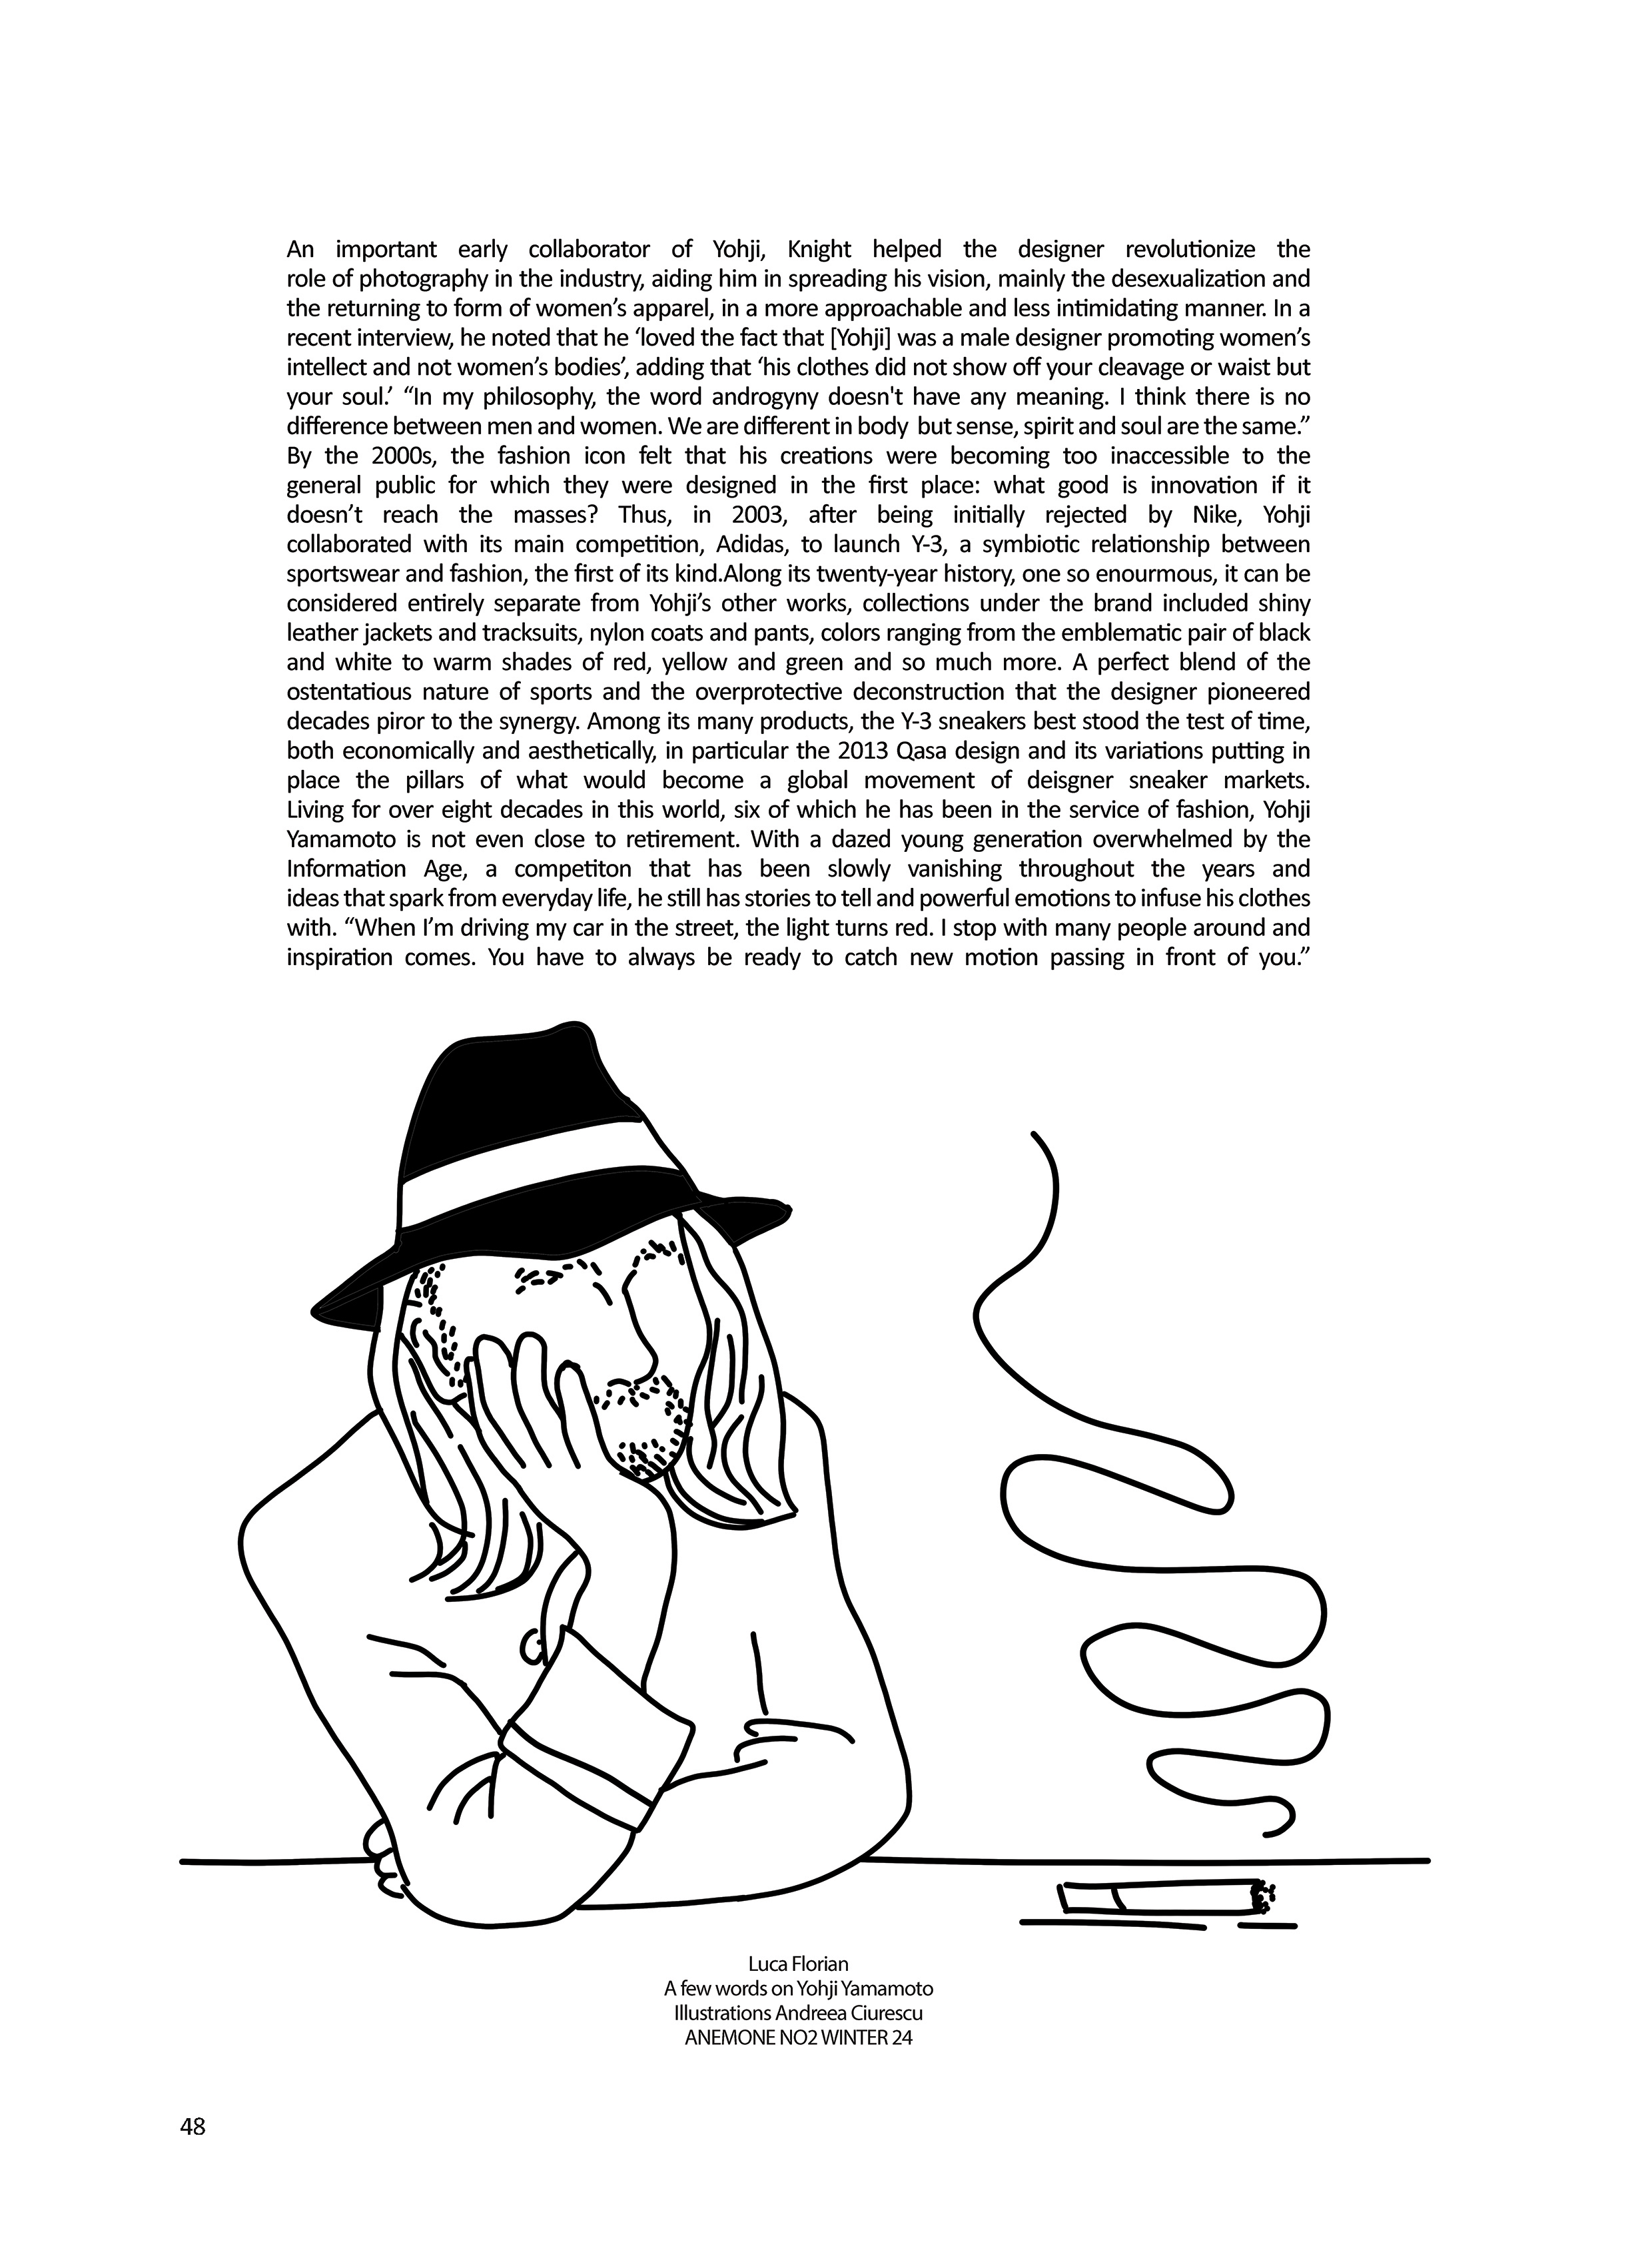 An important early collaborator of Yohji, Knight helped the designer revolutionize the
role of photography in the industry, aiding him in spreading his vision, mainly the desexualization and
the returning to form of women’s apparel, in a more approachable and less intimidating manner. In a
recent interview, he noted that he ‘loved the fact that [Yohji] was a male designer promoting women’s
intellect and not women’s bodies’, adding that ‘his clothes did not show off your cleavage or waist but
your soul.’ “In my philosophy, the word androgyny doesn't have any meaning. I think there is no
difference between men and women. We are different in body but sense, spirit and soul are the same.”
By the 2000s, the fashion icon felt that his creations were becoming too inaccessible to the
general public for which they were designed in the first place: what good is innovation if it
doesn’t reach the masses? Thus, in 2003, after being initially rejected by Nike, Yohji
collaborated with its main competition, Adidas, to launch Y-3, a symbiotic relationship between
sportswear and fashion, the first of its kind.Along its twenty-year history, one so enourmous, it can be
considered entirely separate from Yohji’s other works, collections under the brand included shiny
leather jackets and tracksuits, nylon coats and pants, colors ranging from the emblematic pair of black
and white to warm shades of red, yellow and green and so much more. A perfect blend of the
ostentatious nature of sports and the overprotective deconstruction that the designer pioneered
decades piror to the synergy. Among its many products, the Y-3 sneakers best stood the test of time,
both economically and aesthetically, in particular the 2013 Qasa design and its variations putting in
place the pillars of what would become a global movement of deisgner sneaker markets.
Living for over eight decades in this world, six of which he has been in the service of fashion, Yohji
Yamamoto is not even close to retirement. With a dazed young generation overwhelmed by the
Information Age, a competiton that has been slowly vanishing throughout the years and
ideas that spark from everyday life, he still has stories to tell and powerful emotions to infuse his clothes
with. “When I’m driving my car in the street, the light turns red. I stop with many people around and
inspiration comes. You have to always be ready to catch new motion passing in front of you.”
Luca Florian
A few words on Yohji Yamamoto
Illustrations Andreea Ciurescu
ANEMONE NO2 WINTER 24
48